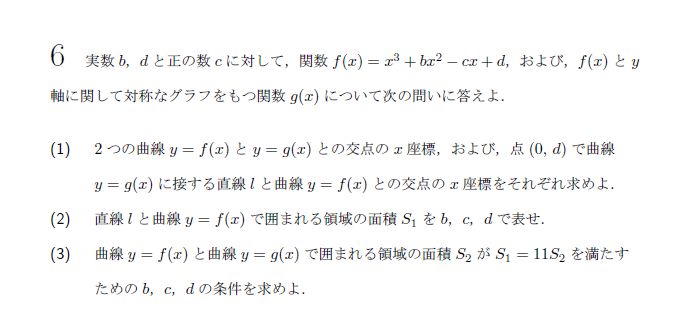 6 実数 b，d と正の数 c に対して，関数 f(x) = x³ + bx² − cx + d，および，f(x) と y
軸に関して対称なグラフをもつ関数 g(x) について次の問いに答えよ．
(1) 2 つの曲線 y = f(x) と y = g(x) との交点の x 座標，および，点 (0, d) で曲線
y = g(x) に接する直線 l と曲線 y = f(x) との交点の x 座標をそれぞれ求めよ．
(2) 直線 l と曲線 y = f(x) で囲まれる領域の面積 S₁ を b，c，d で表せ．
(3) 曲線 y = f(x) と曲線 y = g(x) で囲まれる領域の面積 S₂ が S₁ = 11S₂ を満たす
ための b，c，d の条件を求めよ．